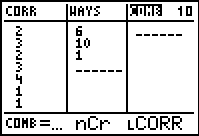 CORR WAYS COMB 10
2 6 ------
3 10
2 1
3 ------
4
1
1
COMB=... nCr ʟCORR